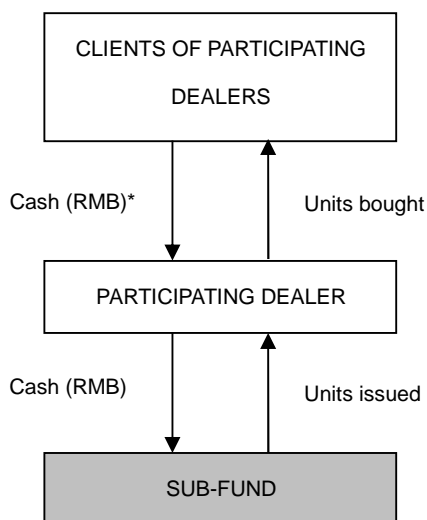 CLIENTS OF PARTICIPATING
DEALERS
Cash (RMB)*
Units bought
PARTICIPATING DEALER
Cash (RMB)
Units issued
SUB-FUND